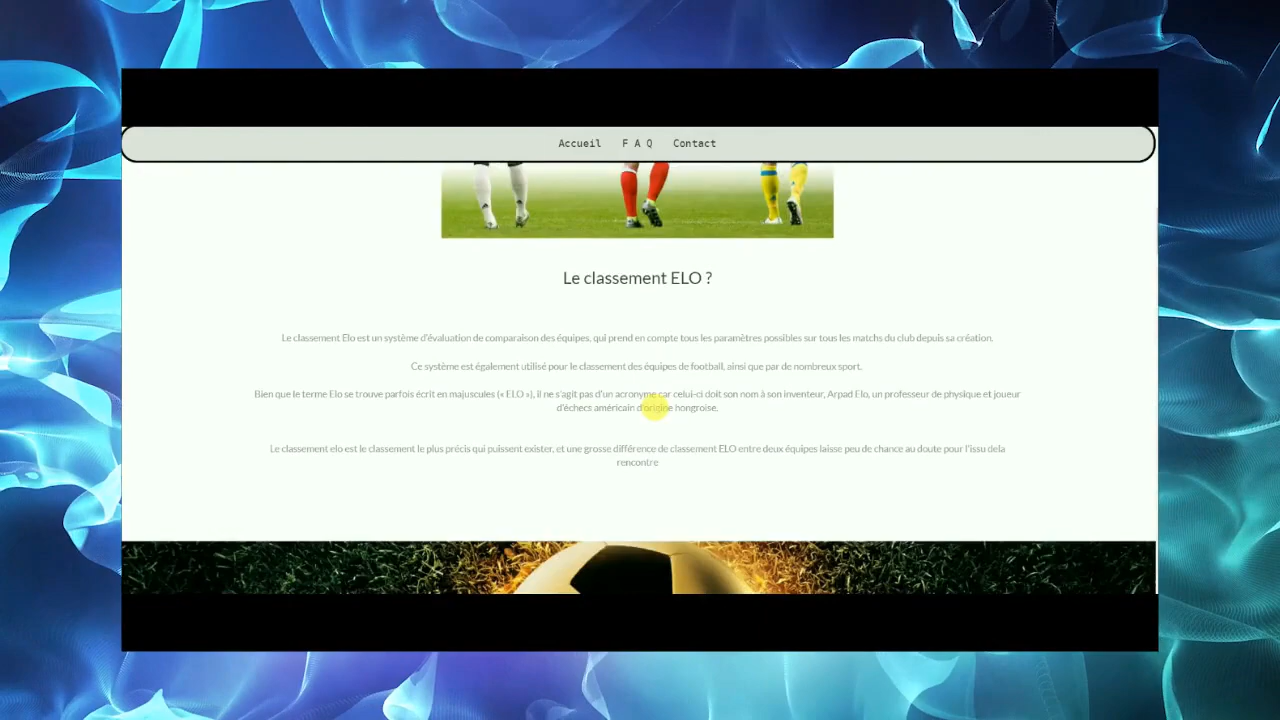 Accueil F A Q Contact
Le classement ELO ?
Le classement Elo est un système d'évaluation de comparaison des équipes, qui prend en compte tous les paramètres possibles sur tous les matchs du club depuis sa création.
Ce système est également utilisé pour le classement des équipes de football, ainsi que par de nombreux sport.
Bien que le terme Elo se trouve parfois écrit en majuscules (« ELO »), il ne s'agit pas d'un acronyme car celui-ci doit son nom à son inventeur, Arpad Elo, un professeur de physique et joueur
d'échecs américain d'origine hongroise.
Le classement elo est le classement le plus précis qui puissent exister, et une grosse différence de classement ELO entre deux équipes laisse peu de chance au doute pour l'issu dela
rencontre